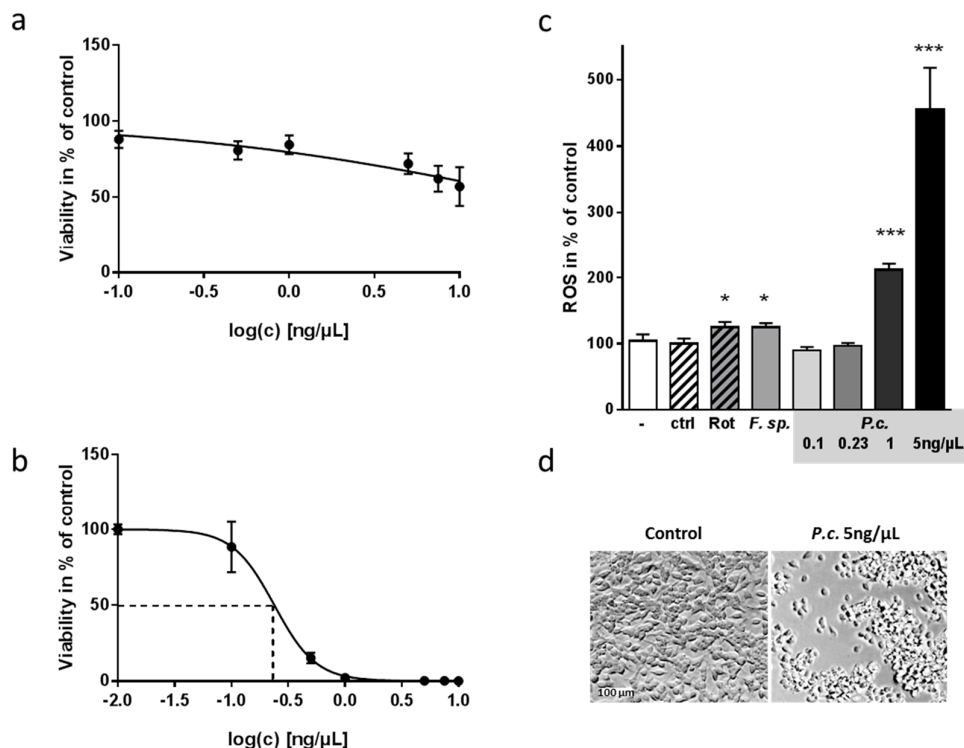 a
150
100
50
0
Viability in % of control
-1.0 -0.5 0.0 0.5 1.0
log(c) [ng/µL]
b
150
100
50
0
Viability in % of control
-2.0 -1.5 -1.0 -0.5 0.0 0.5 1.0
log(c) [ng/µL]
c
500
400
300
200
100
0
ROS in % of control
* * *** ***
- ctrl Rot F. sp. P.c.
0.1 0.23 1 5ng/µL
d
Control P.c. 5ng/µL
100 µm